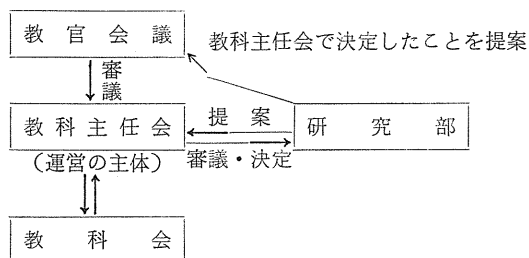 教官会議
教科主任会で決定したことを提案
審議
教科主任会
提案
研究部
(運営の主体)
審議・決定
教科会